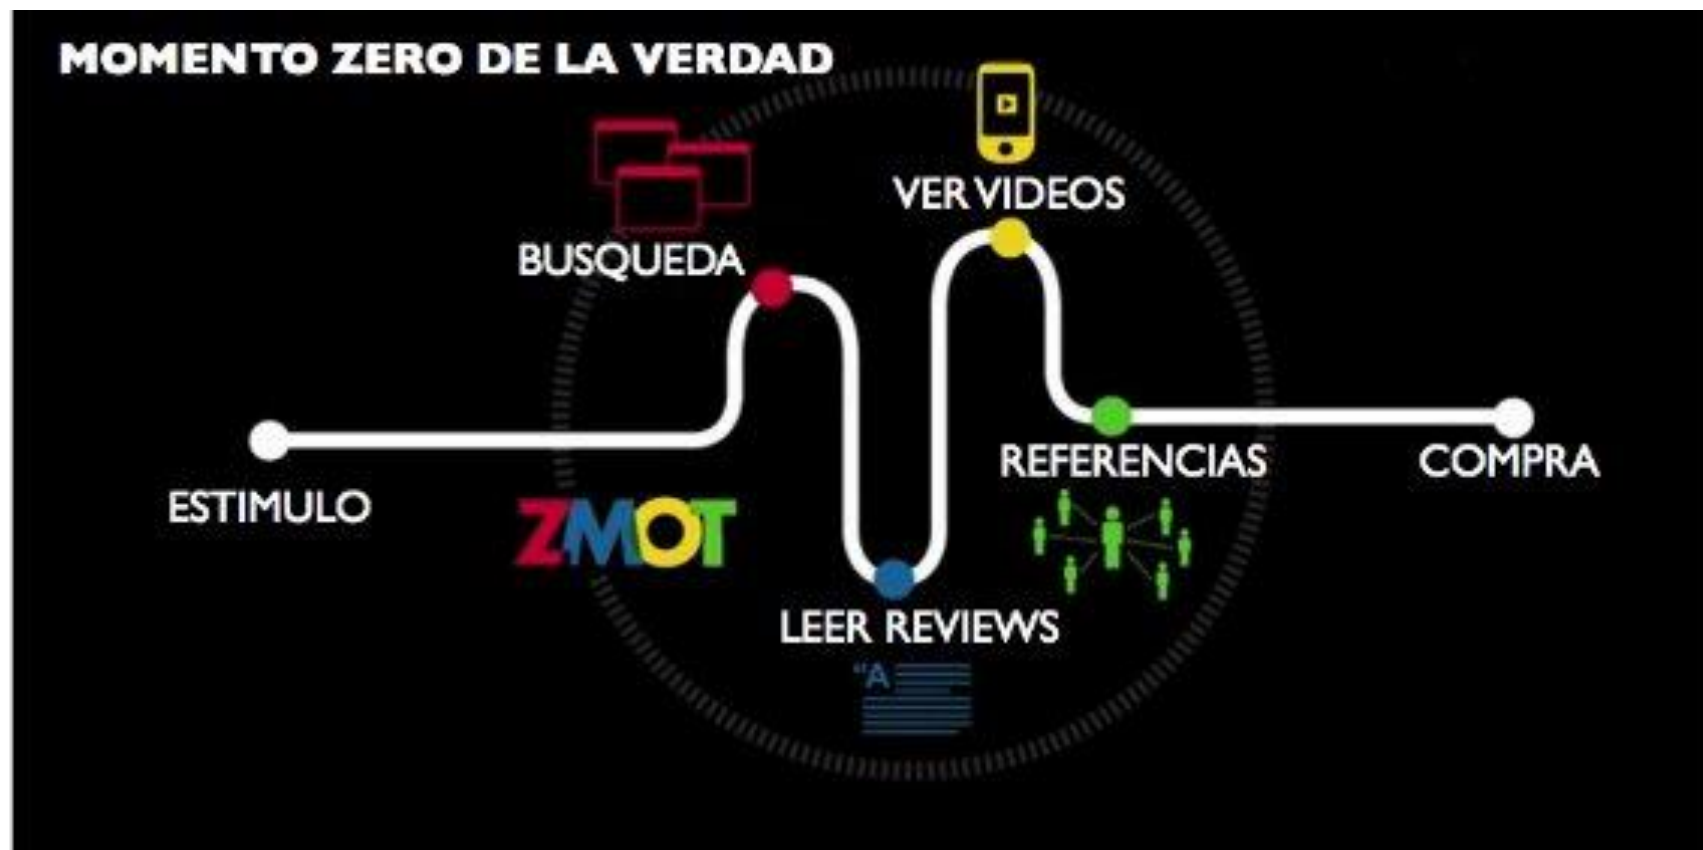 MOMENTO ZERO DE LA VERDAD
VER VIDEOS
BUSQUEDA
REFERENCIAS
COMPRA
ESTIMULO
ZMOT
LEER REVIEWS
“A